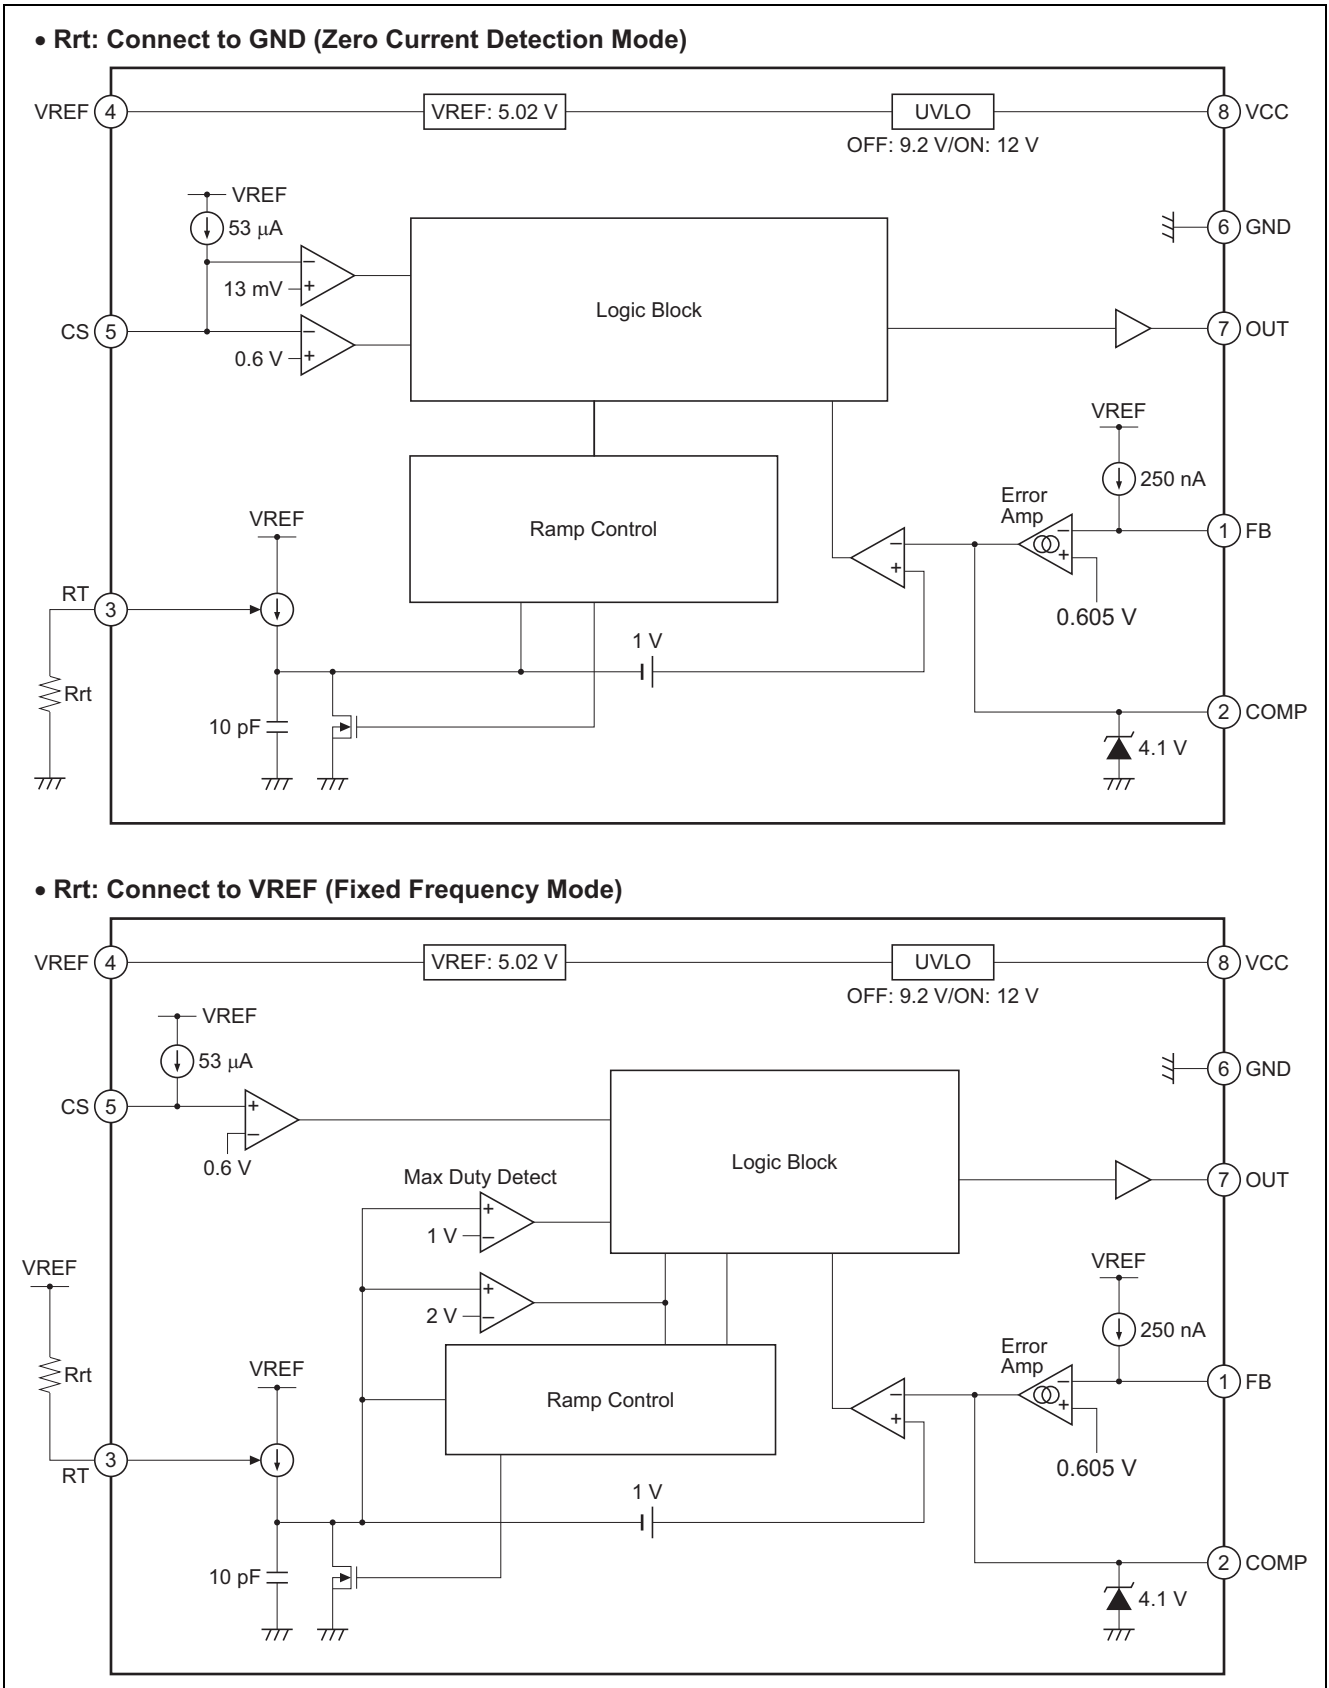 • Rrt: Connect to GND (Zero Current Detection Mode)
VREF 4 VREF: 5.02 V UVLO 8 VCC
OFF: 9.2 V/ON: 12 V
VREF
53 μA
6 GND
−
13 mV +
Logic Block
CS 5 −
0.6 V +
7 OUT
VREF
250 nA
Error
Amp
Ramp Control
VREF
−
+
−
+
1 FB
RT
3
0.605 V
1 V
Rrt
10 pF
2 COMP
4.1 V
• Rrt: Connect to VREF (Fixed Frequency Mode)
VREF 4 VREF: 5.02 V UVLO 8 VCC
OFF: 9.2 V/ON: 12 V
VREF
53 μA
6 GND
CS 5 +
−
0.6 V
Logic Block
Max Duty Detect
7 OUT
+
1 V −
VREF
VREF
+
2 V −
250 nA
Error
Amp
Rrt
VREF
Ramp Control
−
+
−
+
1 FB
3
RT
0.605 V
1 V
10 pF
2 COMP
4.1 V